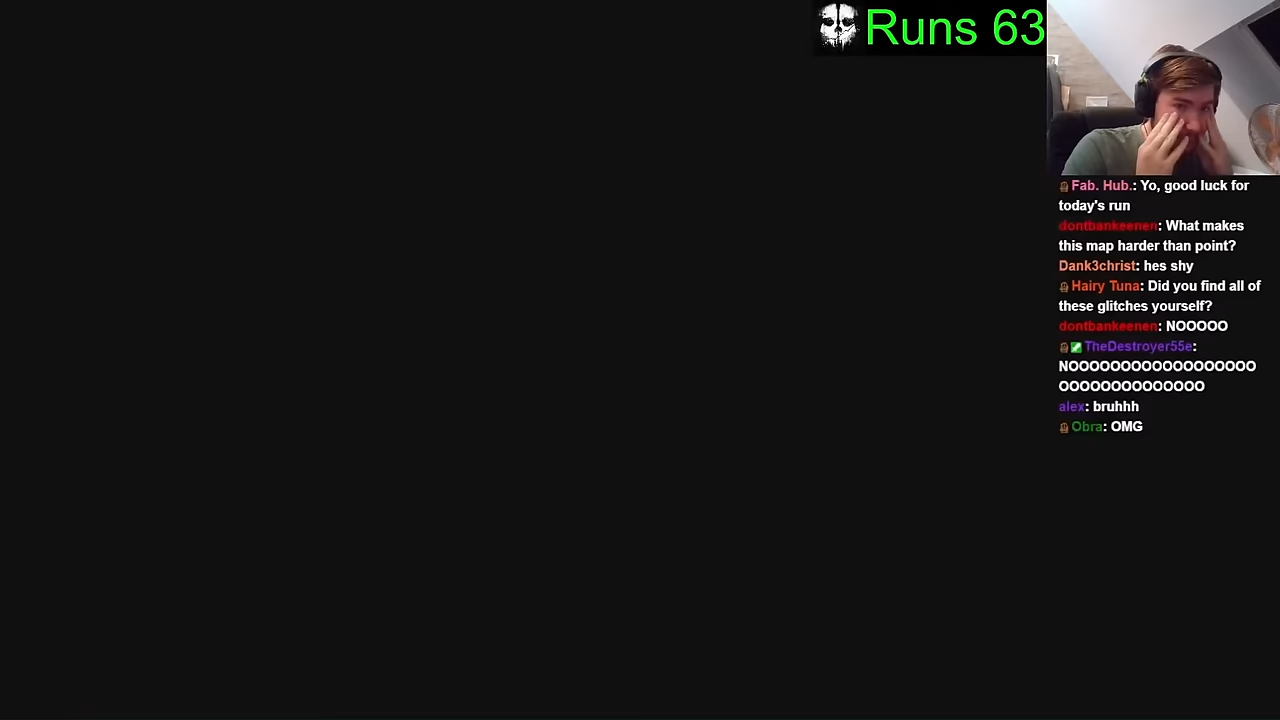 Runs 63
Fab. Hub.: Yo, good luck for
today's run
dontbankeenen: What makes
this map harder than point?
Dank3christ: hes shy
Hairy Tuna: Did you find all of
these glitches yourself?
dontbankeenen: NOOOOO
TheDestroyer55e:
NOOOOOOOOOOOOOOOOOO
OOOOOOOOOOOOOO
alex: bruhhh
Obra: OMG